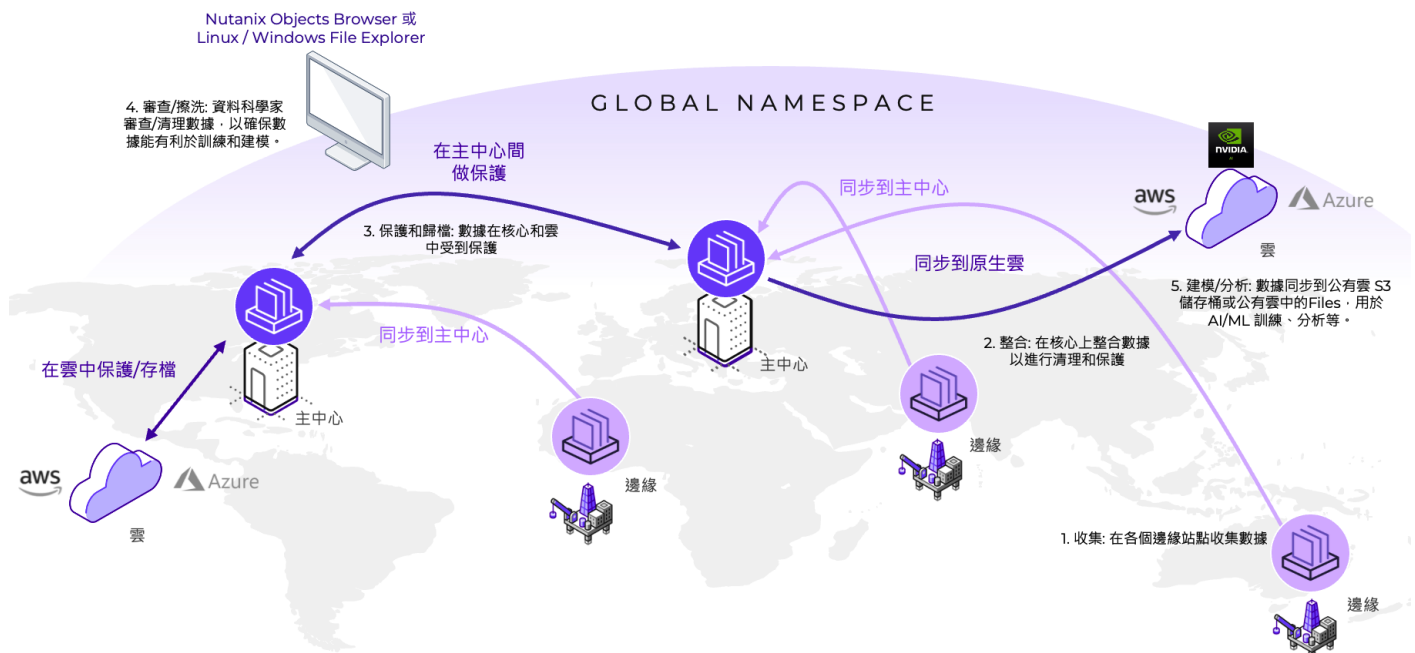 Nutanix Objects Browser 或
Linux / Windows File Explorer
4. 審查/擦洗: 資料科學家
審查/清理數據，以確保數
據能有利於訓練和建模。
GLOBAL NAMESPACE
在主中心間
做保護
同步到主中心
NVIDIA
aws
Azure
雲
3. 保護和歸檔: 數據在核心和雲
中受到保護
同步到原生雲
5. 建模/分析: 數據同步到公有雲 S3
儲存桶或公有雲中的Files，用於
AI/ML 訓練、分析等。
同步到主中心
2. 整合: 在核心上整合數據
以進行清理和保護
主中心
在雲中保護/存檔
主中心
邊緣
aws
Azure
雲
邊緣
1. 收集: 在各個邊緣站點收集數據
邊緣